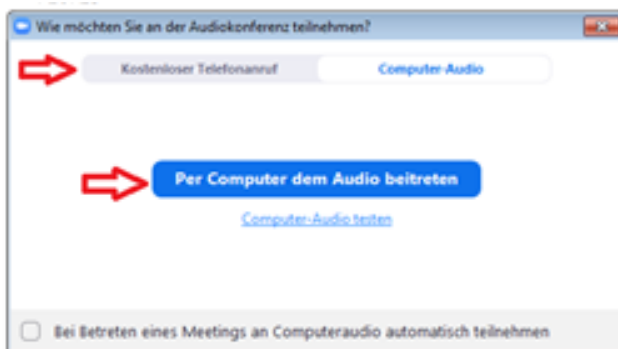 Wie möchten Sie an der Audiokonferenz teilnehmen?
Kostenloser Telefonanruf Computer-Audio
Per Computer dem Audio beitreten
Computer-Audio testen
Bei Betreten eines Meetings an Computeraudio automatisch teilnehmen